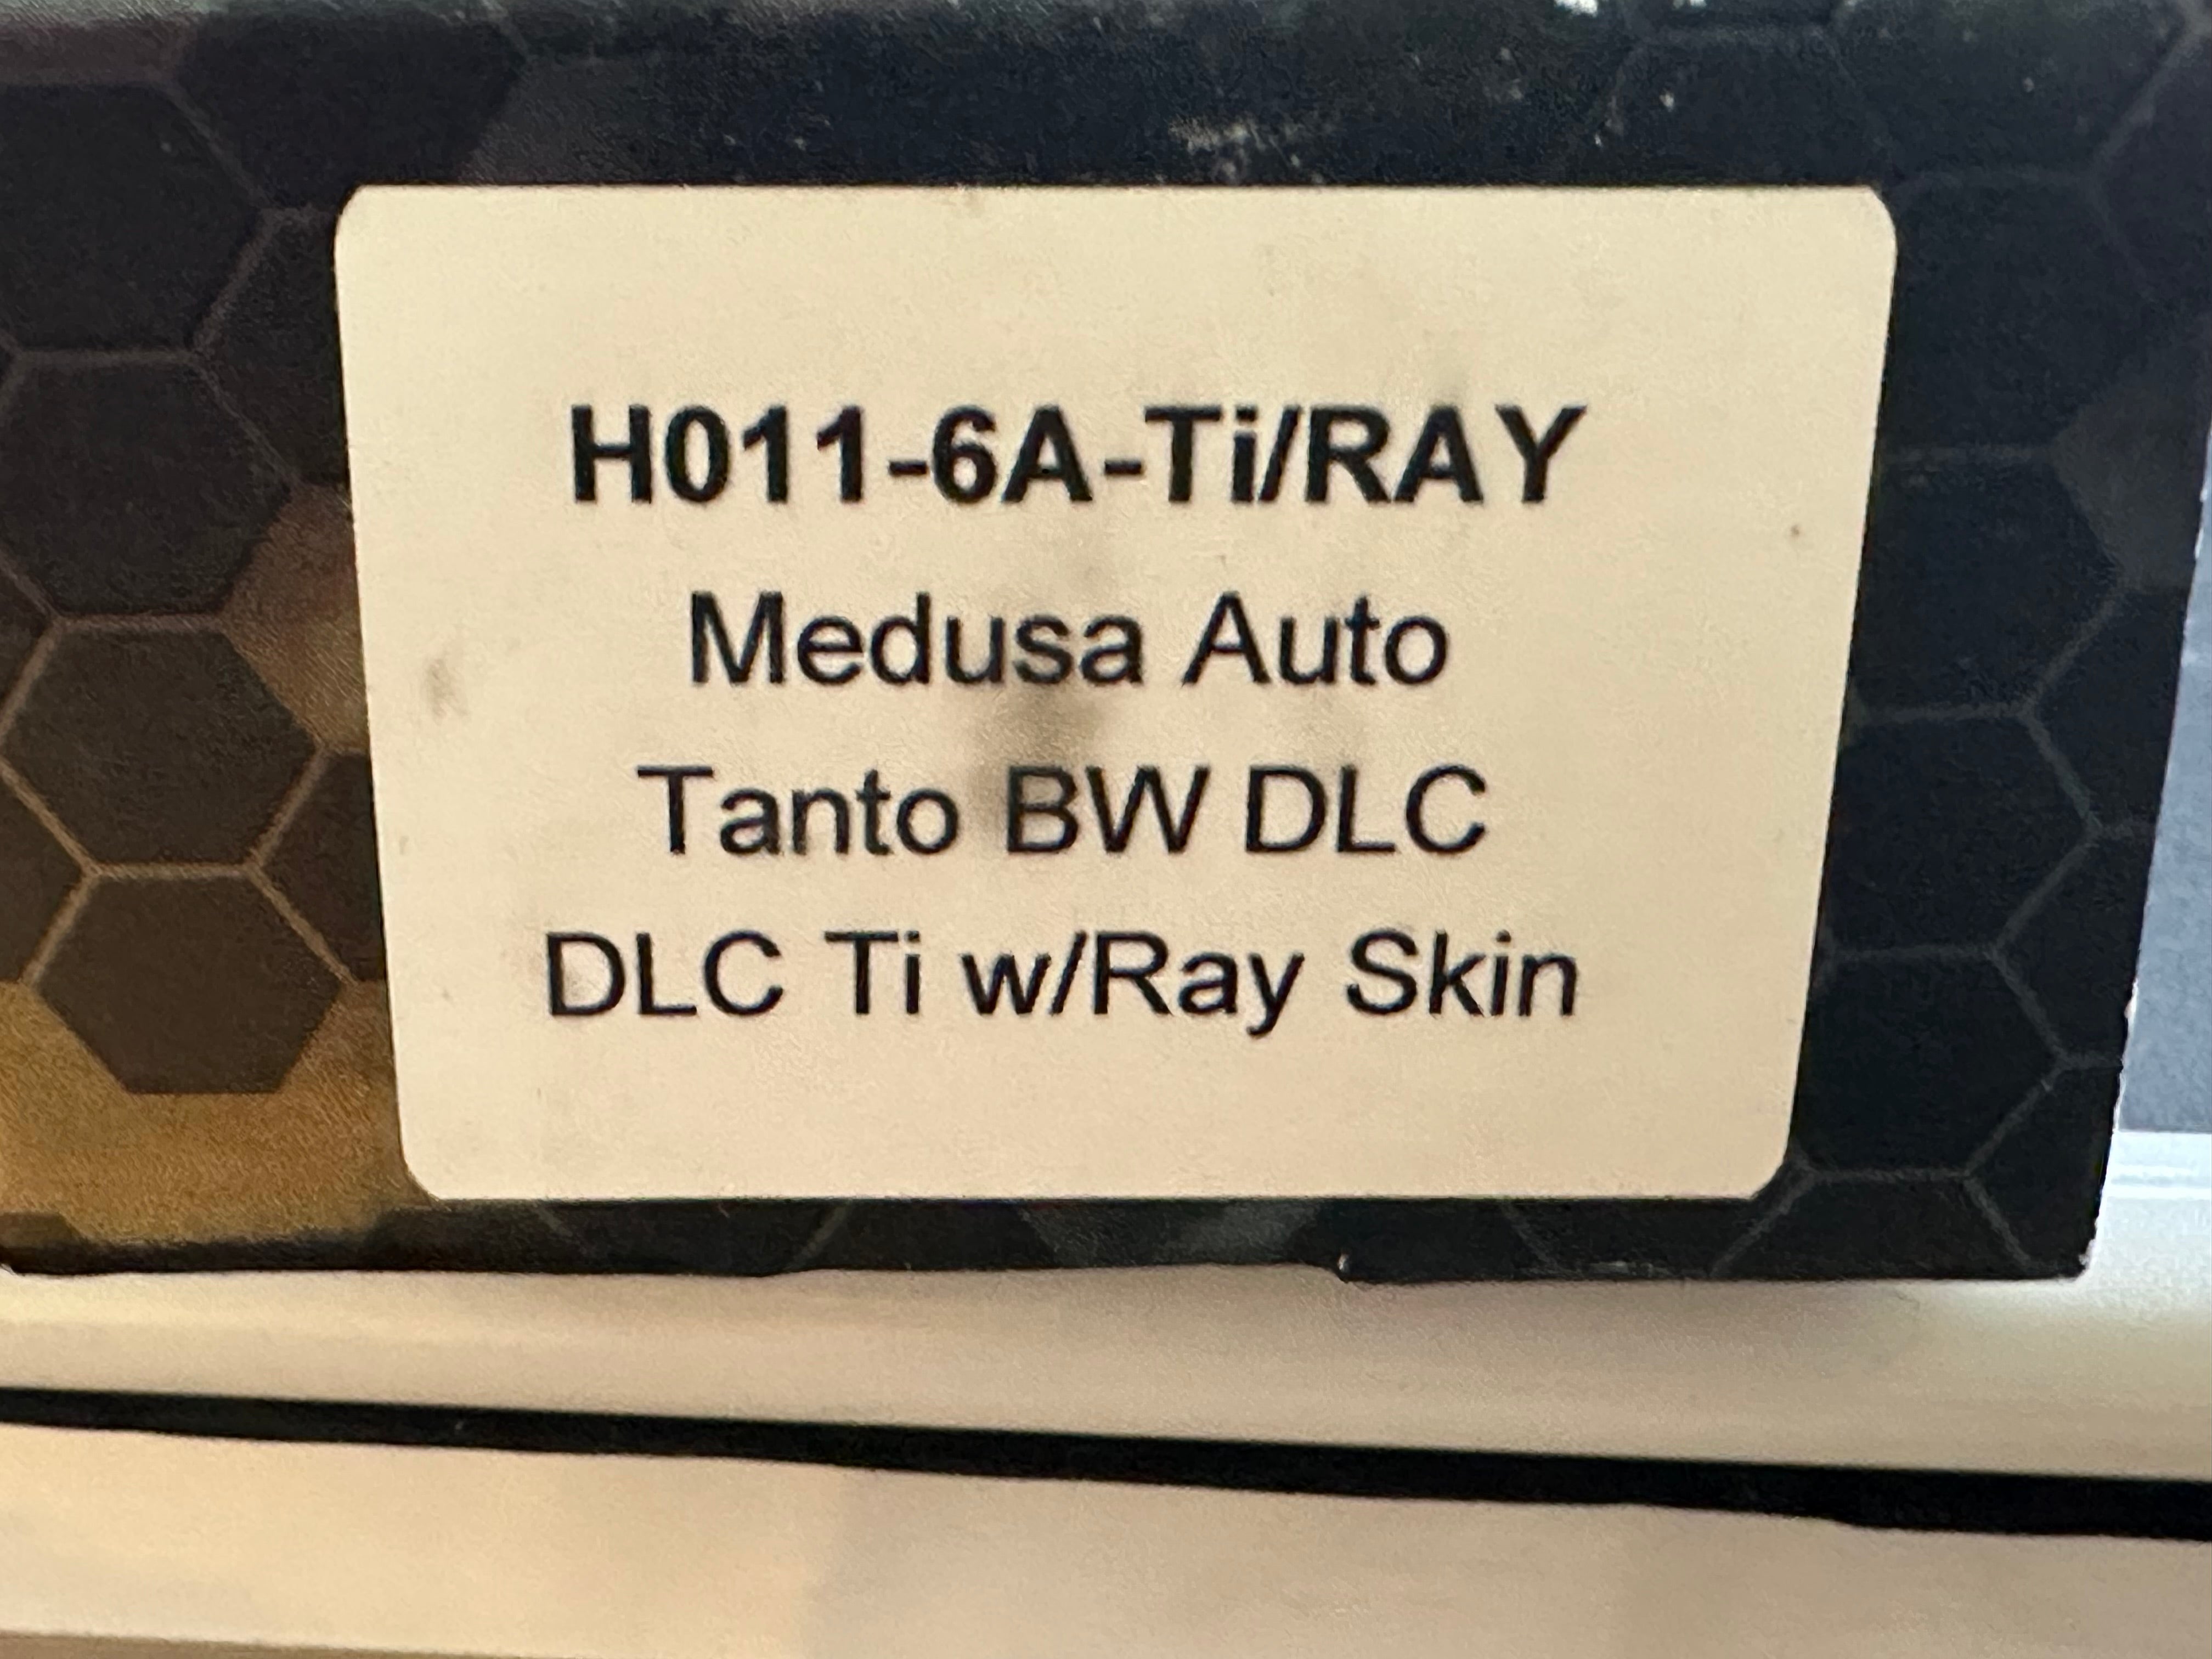 H011-6A-Ti/RAY
Medusa Auto
Tanto BW DLC
DLC Ti w/Ray Skin